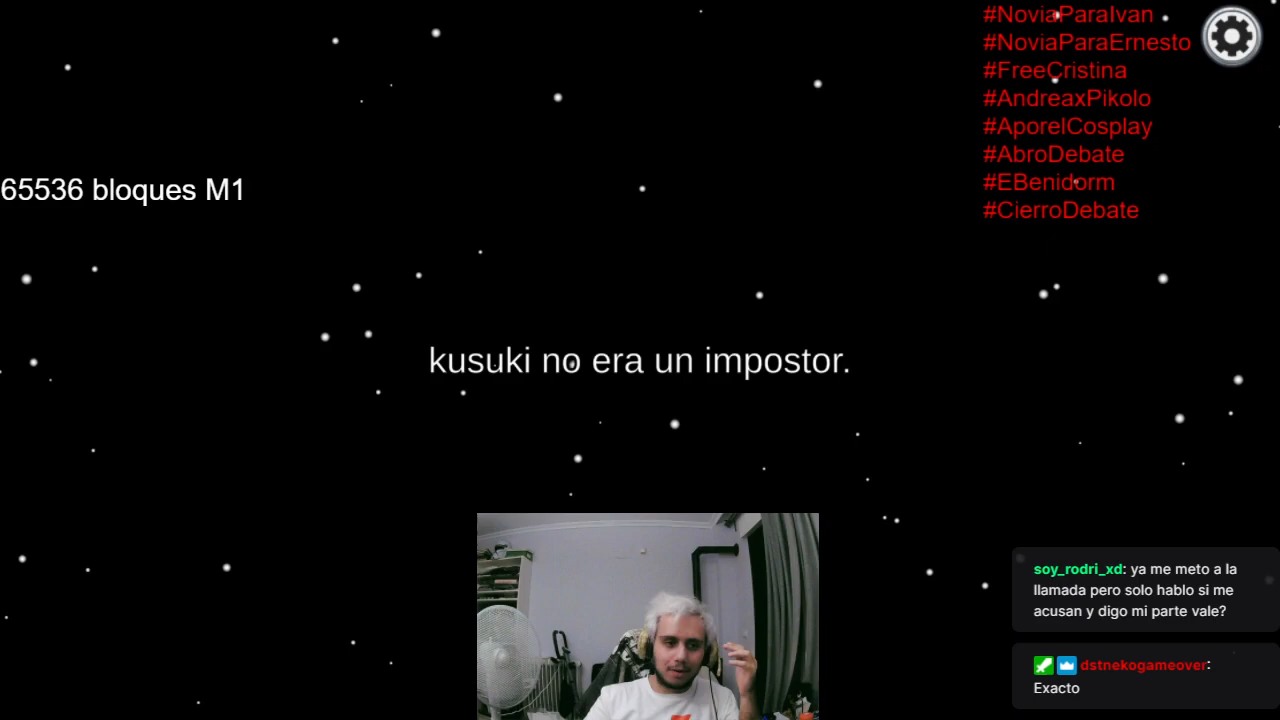 #NoviaParaIvan
#NoviaParaErnesto
#FreeCristina
#AndreaxPikolo
#AporelCosplay
#AbroDebate
#EBenidorm
#CierroDebate
65536 bloques M1
kusuki no era un impostor.
soy_rodri_xd: ya me meto a la
llamada pero solo hablo si me
acusan y digo mi parte vale?
dstnekogameover:
Exacto